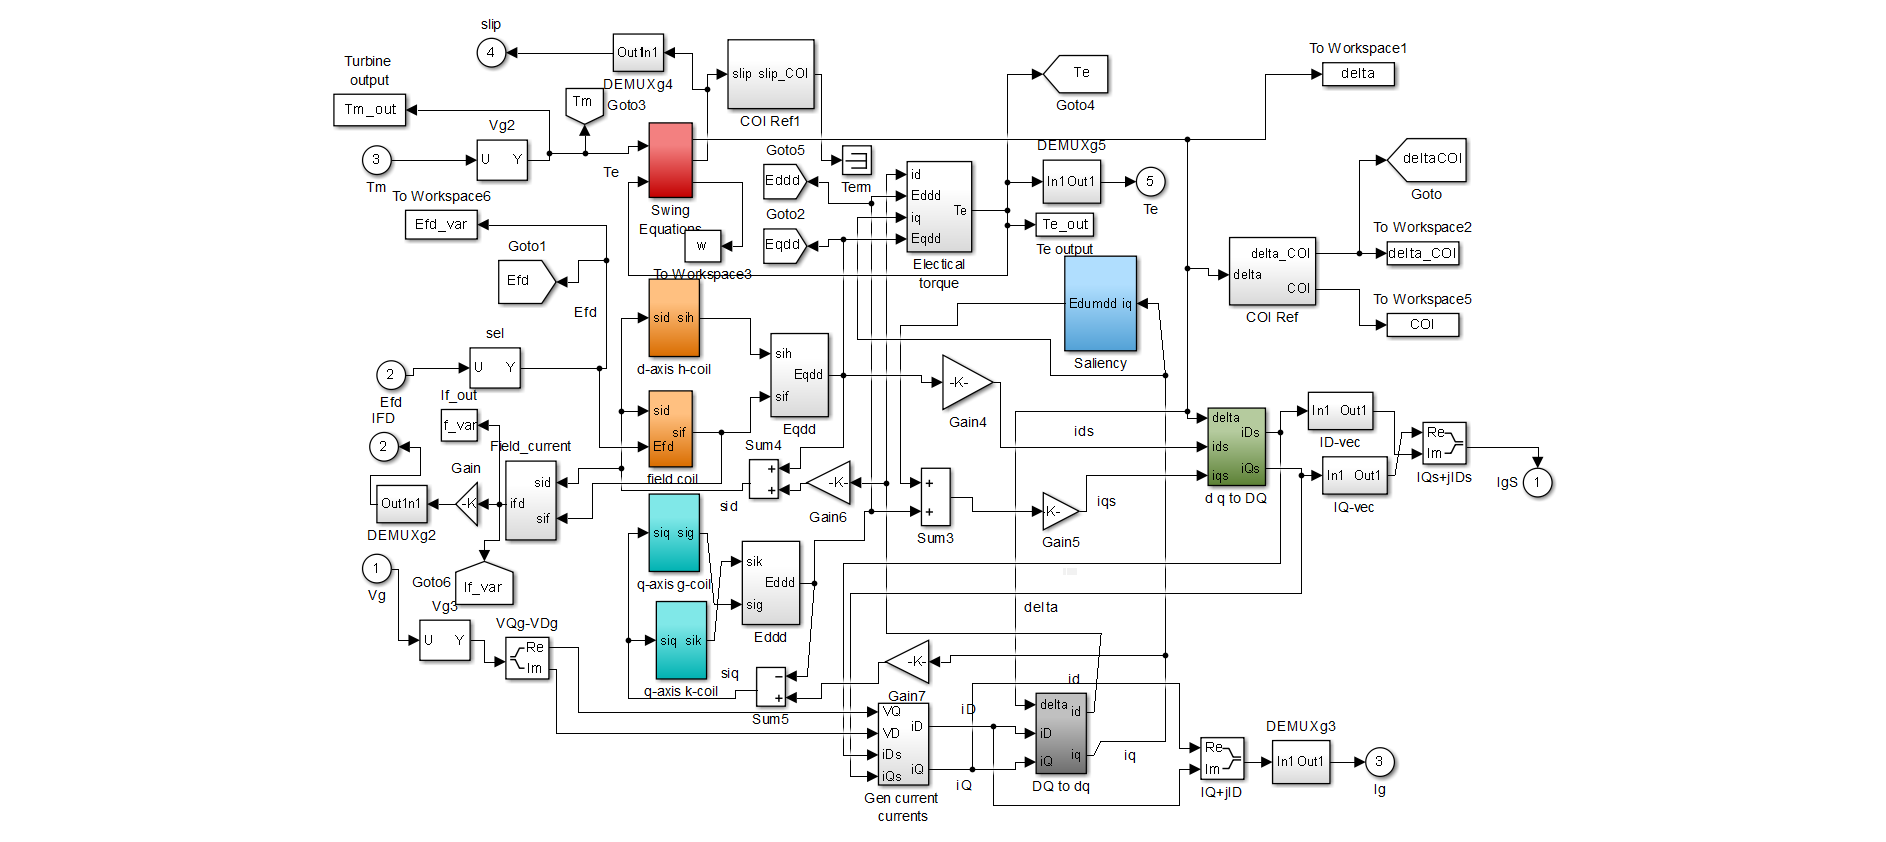 slip
4
Out1In1
DEMUXg4
slip slip_COI
COI Ref1
Te
Goto4
To Workspace1
delta
Turbine
output
Tm_out
Tm
Goto3
Vg2
U Y
3
Tm
Te
Swing
Equations
w
To Workspace3
Goto5
Eddd
Term
Goto2
Eqdd
id
Eddd
iq
Eqdd
Te
Electical
torque
DEMUXg5
In1 Out1
5
Te
Te_out
Te output
deltaCOI
Goto
To Workspace2
delta_COI
delta_COI
delta
COI
COI Ref
To Workspace5
COI
To Workspace6
Efd_var
Goto1
Efd
Efd
sel
U Y
2
Efd
sid sih
d-axis h-coil
sih
Eqdd
sif
Eqdd
Edumdd iq
Saliency
-K-
Gain4
ids
If_out
f_var
IFD
2
Field_current
sid
ifd
sif
Gain
-K
Out1In1
DEMUXg2
sid
sif
Efd
field coil
Sum4
+
+
-K-
Gain6
sid
+
+
Sum3
K-
Gain5
iqs
delta
iDs
ids
iQs
iqs
d q to DQ
In1 Out1
ID-vec
In1 Out1
IQ-vec
Re
Im
IQs+jIDs
IgS
1
siq sig
q-axis g-coil
sik
Eddd
sig
Eddd
siq sik
q-axis k-coil
siq
−
+
Sum5
1
Vg
Goto6
If_var
Vg3
U Y
VQg-VDg
Re
Im
-K-
Gain7
delta
id
VQ
iD
VD
iDs
iQ
iQs
Gen current
currents
iD
iQ
delta
id
iD
iq
iQ
DQ to dq
iq
Re
Im
IQ+jID
DEMUXg3
In1 Out1
3
Ig